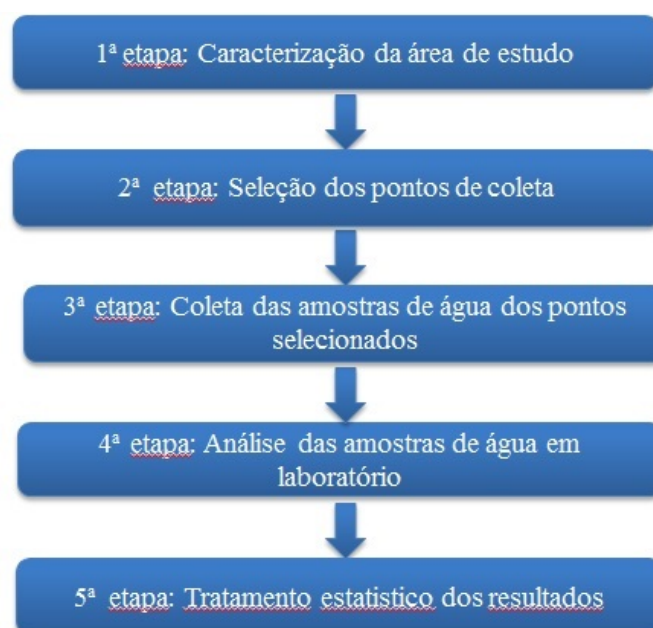 1ª etapa: Caracterização da área de estudo
2ª etapa: Seleção dos pontos de coleta
3ª etapa: Coleta das amostras de água dos pontos
selecionados
4ª etapa: Análise das amostras de água em
laboratório
5ª etapa: Tratamento estatistico dos resultados